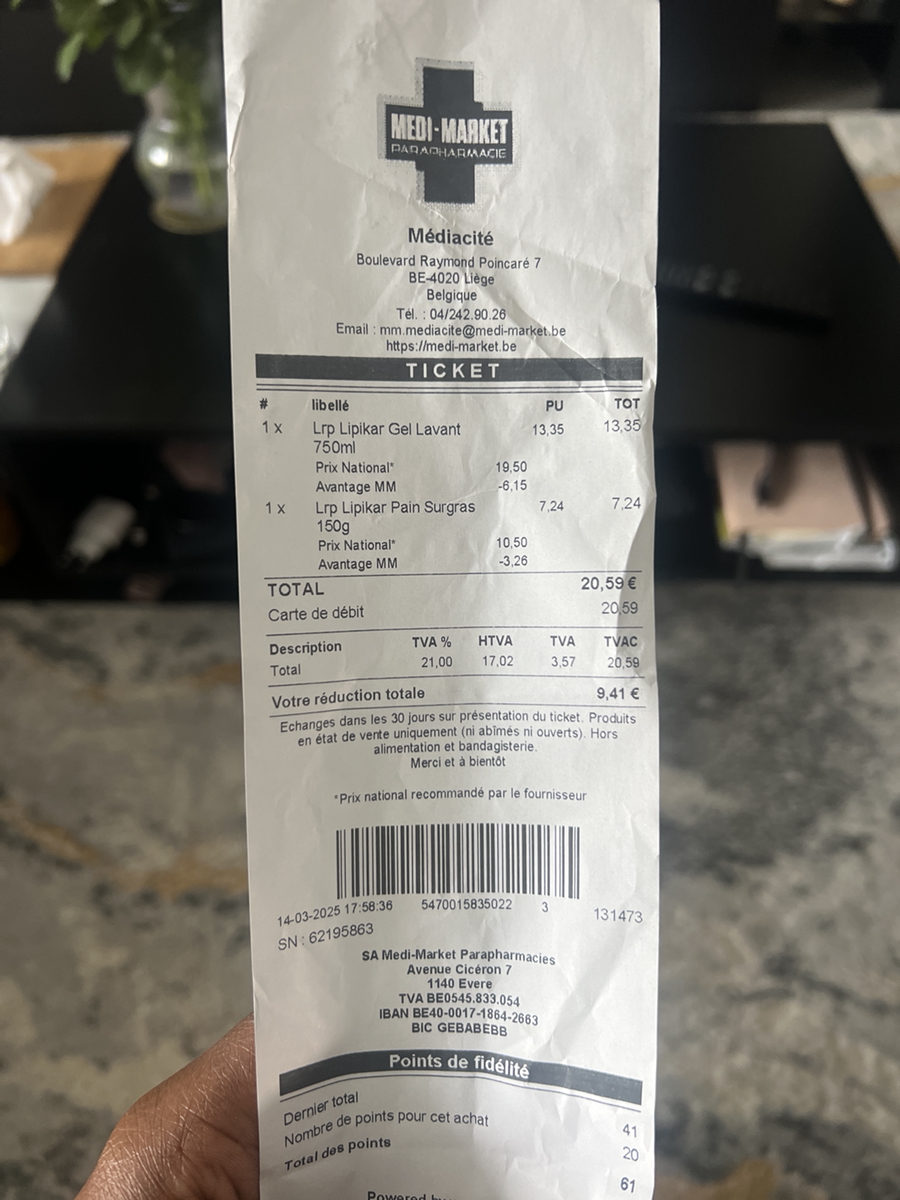 MEDI-MARKET
PARAPHARMACIE
Médiacité
Boulevard Raymond Poincaré 7
BE-4020 Liège
Belgique
Tél. : 04/242.90.26
Email : mm.mediacite@medi-market.be
https://medi-market.be
TICKET
# libellé PU TOT
1 x Lrp Lipikar Gel Lavant 13,35 13,35
750ml
Prix National* 19,50
Avantage MM -6,15
1 x Lrp Lipikar Pain Surgras 7,24 7,24
150g
Prix National* 10,50
Avantage MM -3,26
TOTAL 20,59 €
Carte de débit 20,59
Description TVA % HTVA TVA TVAC
Total 21,00 17,02 3,57 20,59
Votre réduction totale 9,41 €
Echanges dans les 30 jours sur présentation du ticket. Produits
en état de vente uniquement (ni abîmés ni ouverts). Hors
alimentation et bandagisterie.
Merci et à bientôt
*Prix national recommandé par le fournisseur
14-03-2025 17:58:36 5470015835022 3 131473
SN : 62195863
SA Medi-Market Parapharmacies
Avenue Cicéron 7
1140 Evere
TVA BE0545.833.054
IBAN BE40-0017-1864-2663
BIC GEBABEBB
Points de fidélité
Dernier total 41
Nombre de points pour cet achat 20
Total des points 61
Powered